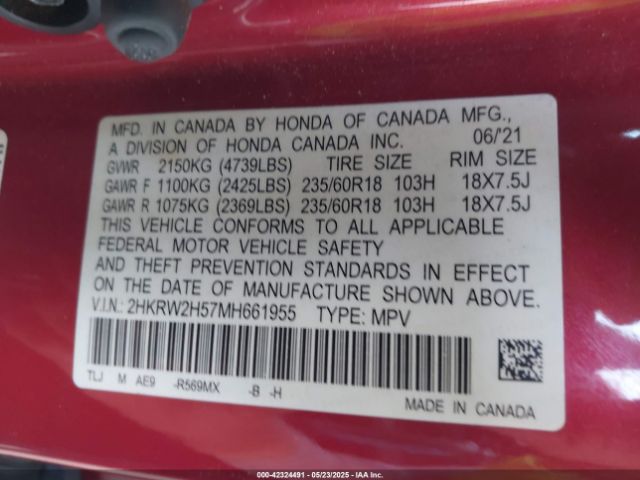 MFD. IN CANADA BY HONDA OF CANADA MFG.,
A DIVISION OF HONDA CANADA INC. 06/'21
GVWR 2150KG (4739LBS) TIRE SIZE RIM SIZE
GAWR F 1100KG (2425LBS) 235/60R18 103H 18X7.5J
GAWR R 1075KG (2369LBS) 235/60R18 103H 18X7.5J
THIS VEHICLE CONFORMS TO ALL APPLICABLE
FEDERAL MOTOR VEHICLE SAFETY
AND THEFT PREVENTION STANDARDS IN EFFECT
ON THE DATE OF MANUFACTURE SHOWN ABOVE.
V.I.N.: 2HKRW2H57MH661955 TYPE: MPV
TLJ M AE9 -R569MX -B -H
MADE IN CANADA
000-42324491 - 05/23/2025 - IAAI, Inc.